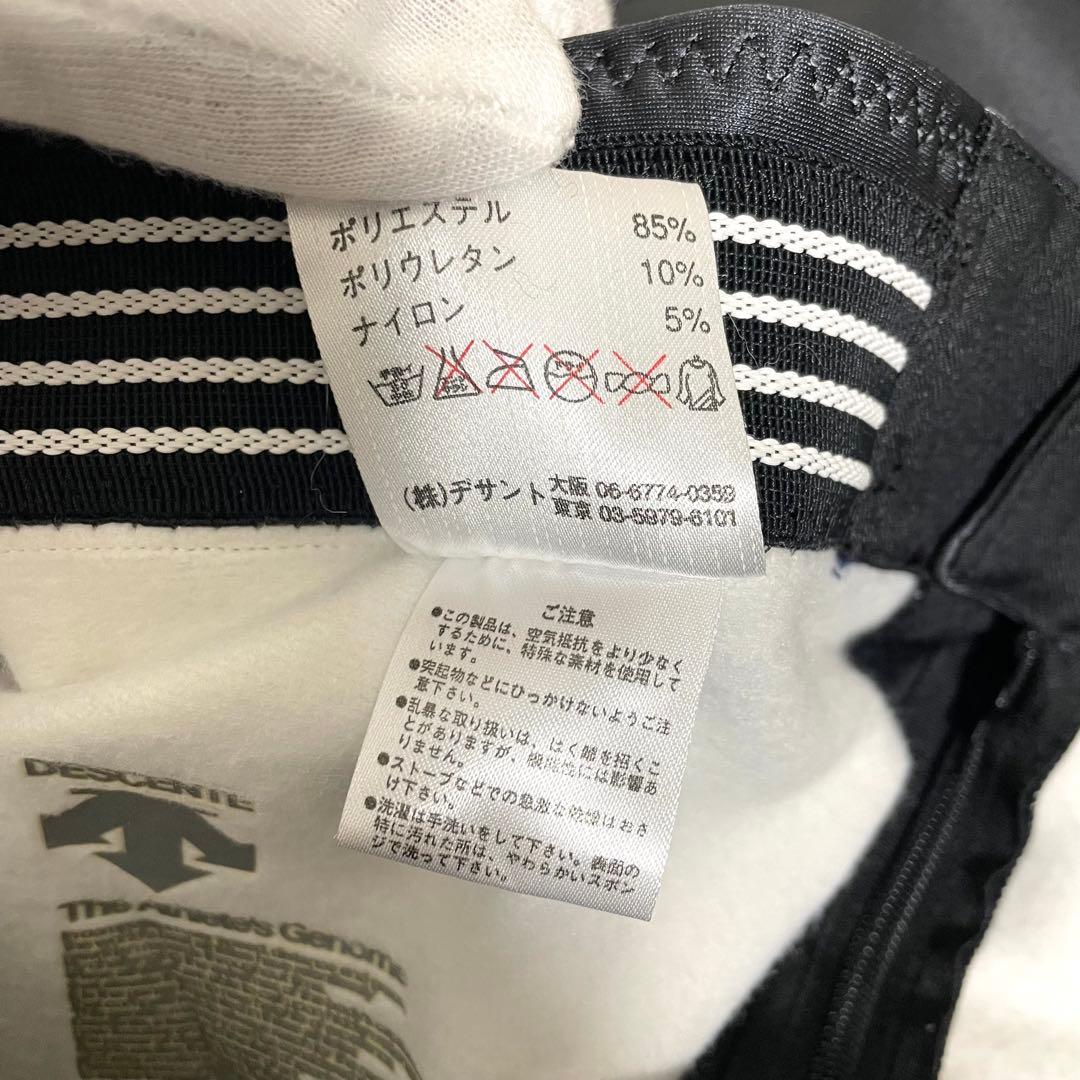 ポリエステル 85%
ポリウレタン 10%
ナイロン 5%
(株)デサント 大阪 06-6774-0359
東京 03-5979-6101
ご注意
●この製品は、空気抵抗をより少なく
するために、特殊な素材を使用して
います。
●突起物などにひっかけないようご注
意下さい。
●乱暴な取り扱いは、はく離を招くこ
とがありますが、機能性には影響あ
りません。
●ストーブなどでの急激な乾燥はおさ
け下さい。
●洗濯は手洗いをして下さい。表面の
特に汚れた所は、やわらかいスポン
ジで洗って下さい。
DESCENTE
The Athlete's Genome